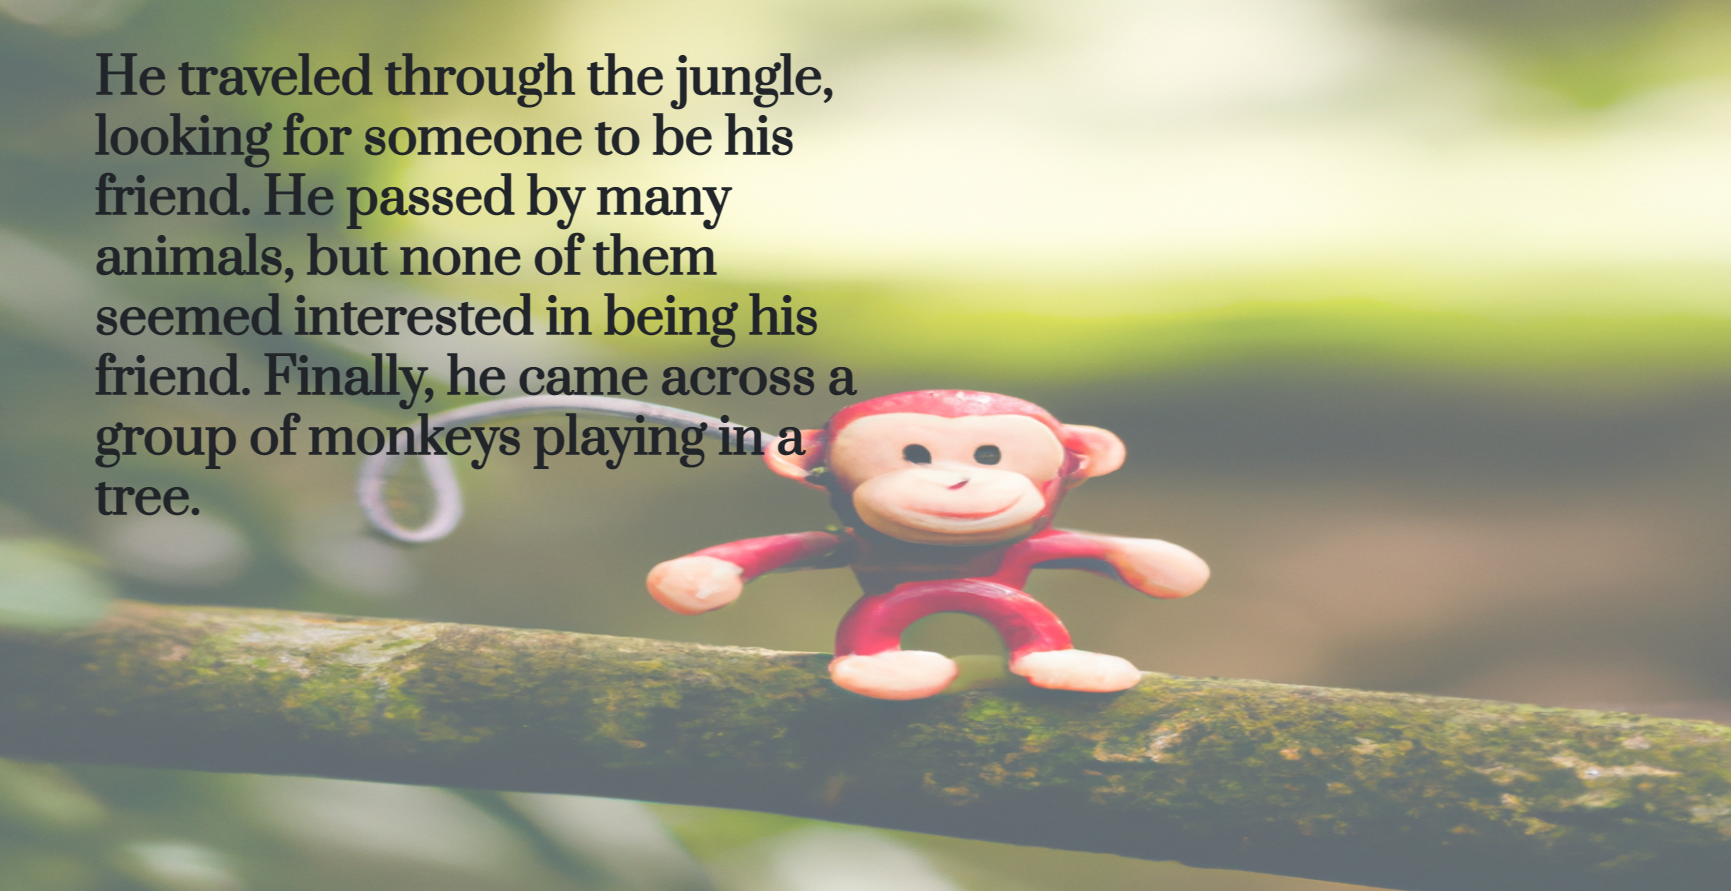 He traveled through the jungle,
looking for someone to be his
friend. He passed by many
animals, but none of them
seemed interested in being his
friend. Finally, he came across a
group of monkeys playing in a
tree.